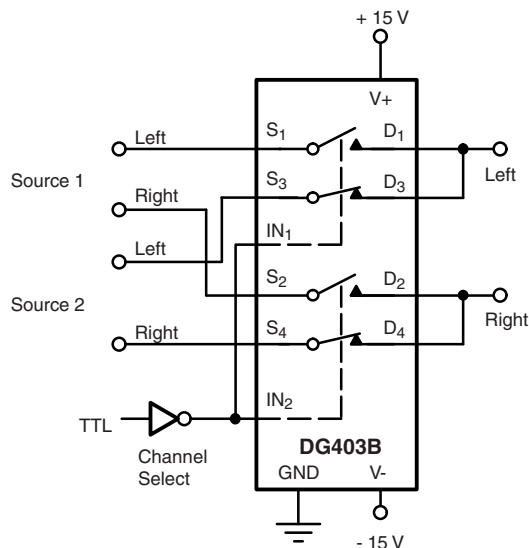 + 15 V
V+
Left
S1
D1
Source 1
Left
S3
D3
Right
IN1
Left
S2
D2
Source 2
Right
Right
S4
D4
IN2
TTL
Channel
Select
DG403B
GND
V-
- 15 V